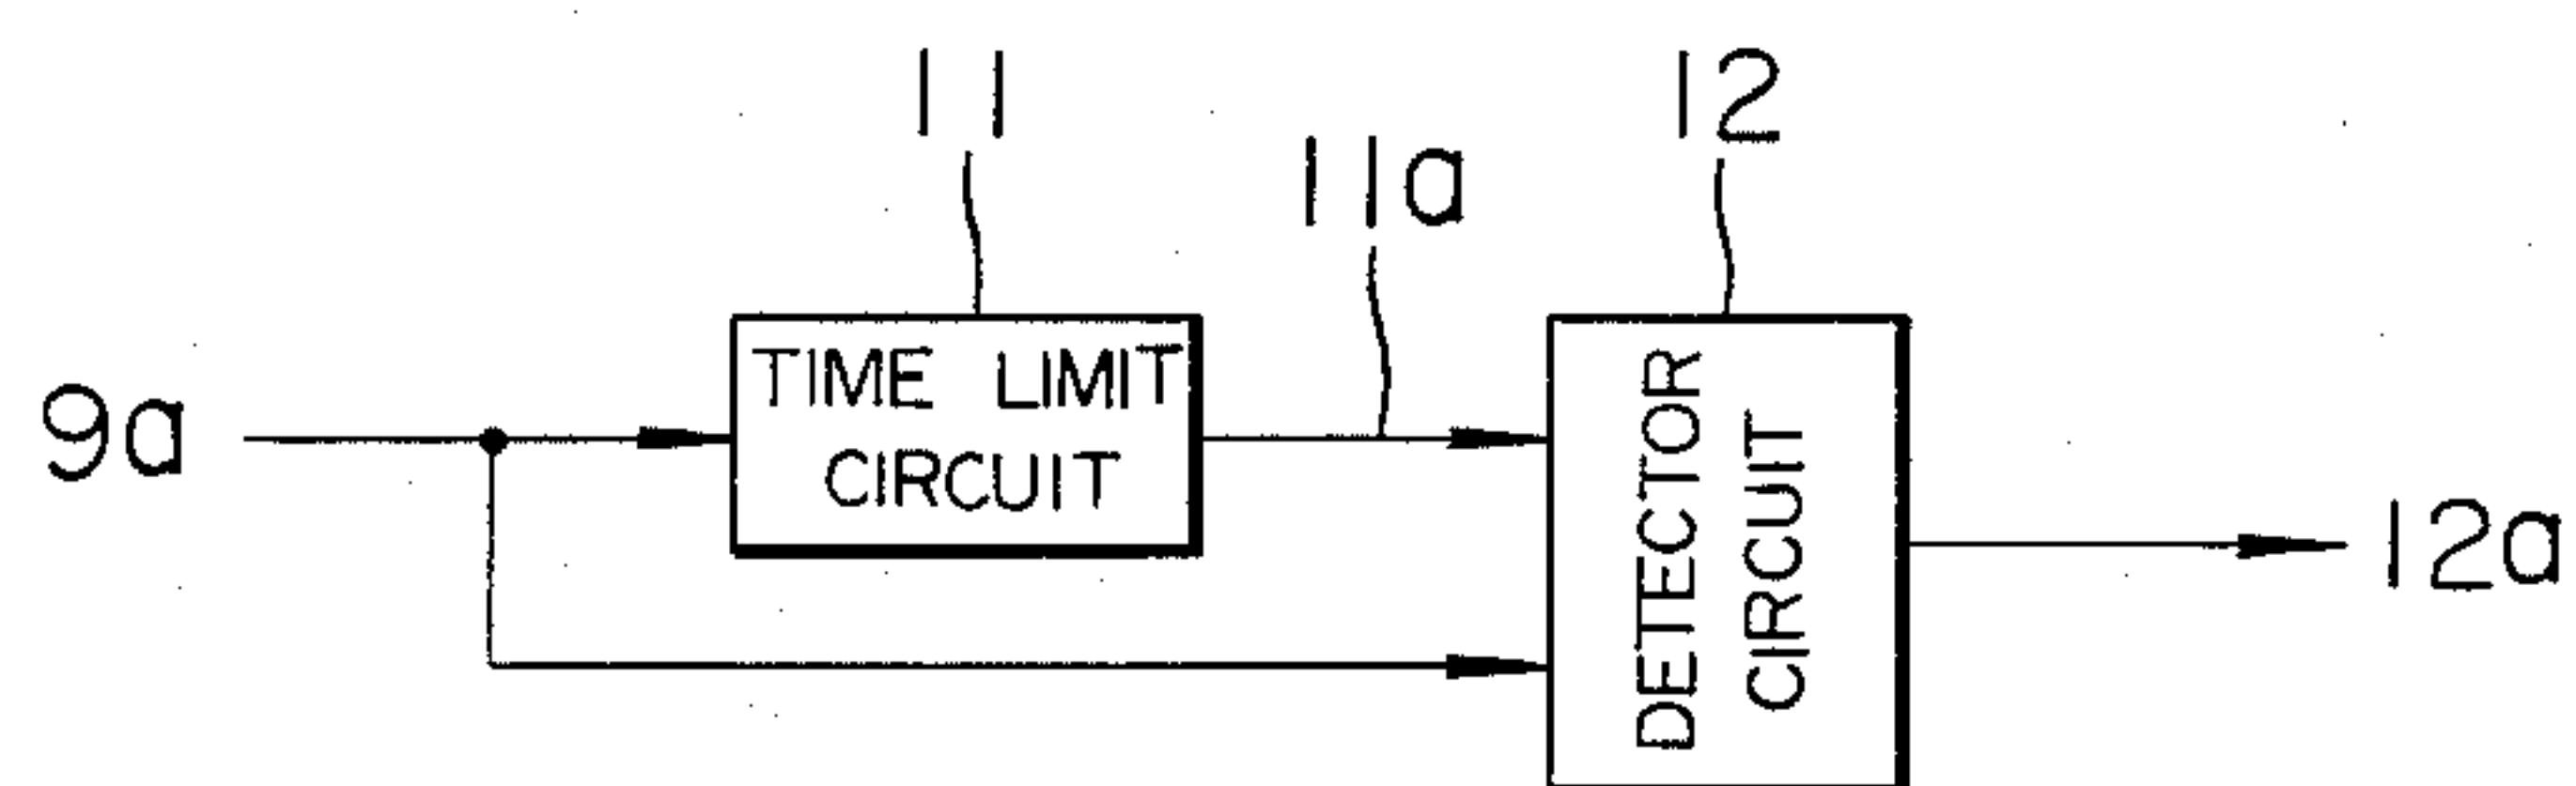 11
12
11a
TIME LIMIT
CIRCUIT
9a
DETECTOR
CIRCUIT
12a